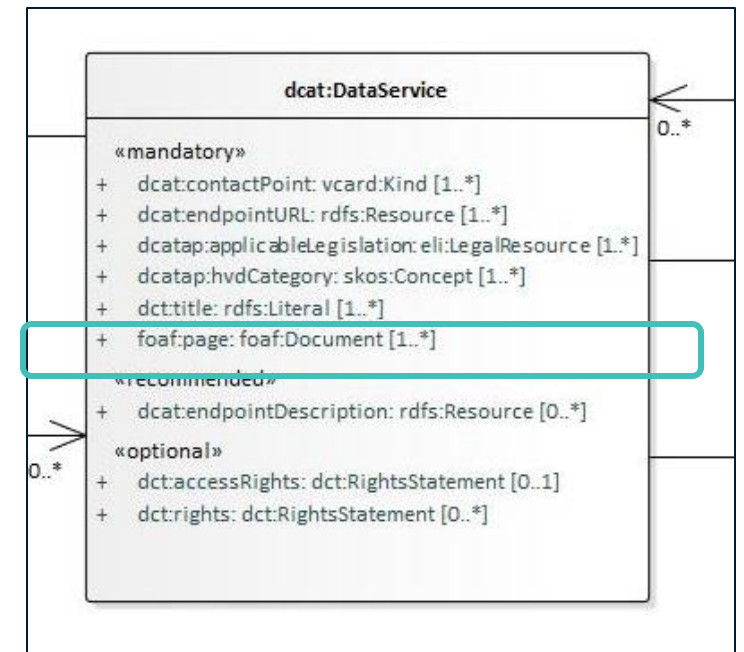 dcat:DataService
0..*
«mandatory»
+ dcat:contactPoint: vcard:Kind [1..*]
+ dcat:endpointURL: rdfs:Resource [1..*]
+ dcatap:applicableLegislation: eli:LegalResource [1..*]
+ dcatap:hvdCategory: skos:Concept [1..*]
+ dct:title: rdfs:Literal [1..*]
+ foaf:page: foaf:Document [1..*]
«recommended»
+ dcat:endpointDescription: rdfs:Resource [0..*]
«optional»
0..*
+ dct:accessRights: dct:RightsStatement [0..1]
+ dct:rights: dct:RightsStatement [0..*]